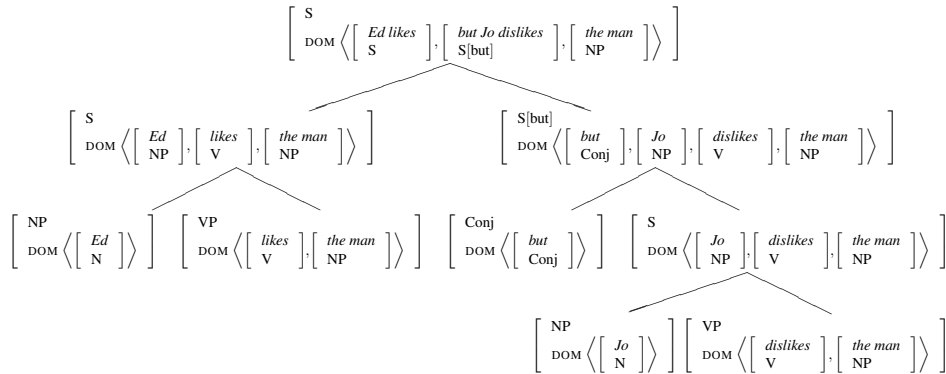 S
DOM ⟨[Ed likes S], [but Jo dislikes S[but]], [the man NP]⟩
S
DOM ⟨[Ed NP], [likes V], [the man NP]⟩
S[but]
DOM ⟨[but Conj], [Jo NP], [dislikes V], [the man NP]⟩
NP
DOM ⟨[Ed N]⟩
VP
DOM ⟨[likes V], [the man NP]⟩
Conj
DOM ⟨[but Conj]⟩
S
DOM ⟨[Jo NP], [dislikes V], [the man NP]⟩
NP
DOM ⟨[Jo N]⟩
VP
DOM ⟨[dislikes V], [the man NP]⟩